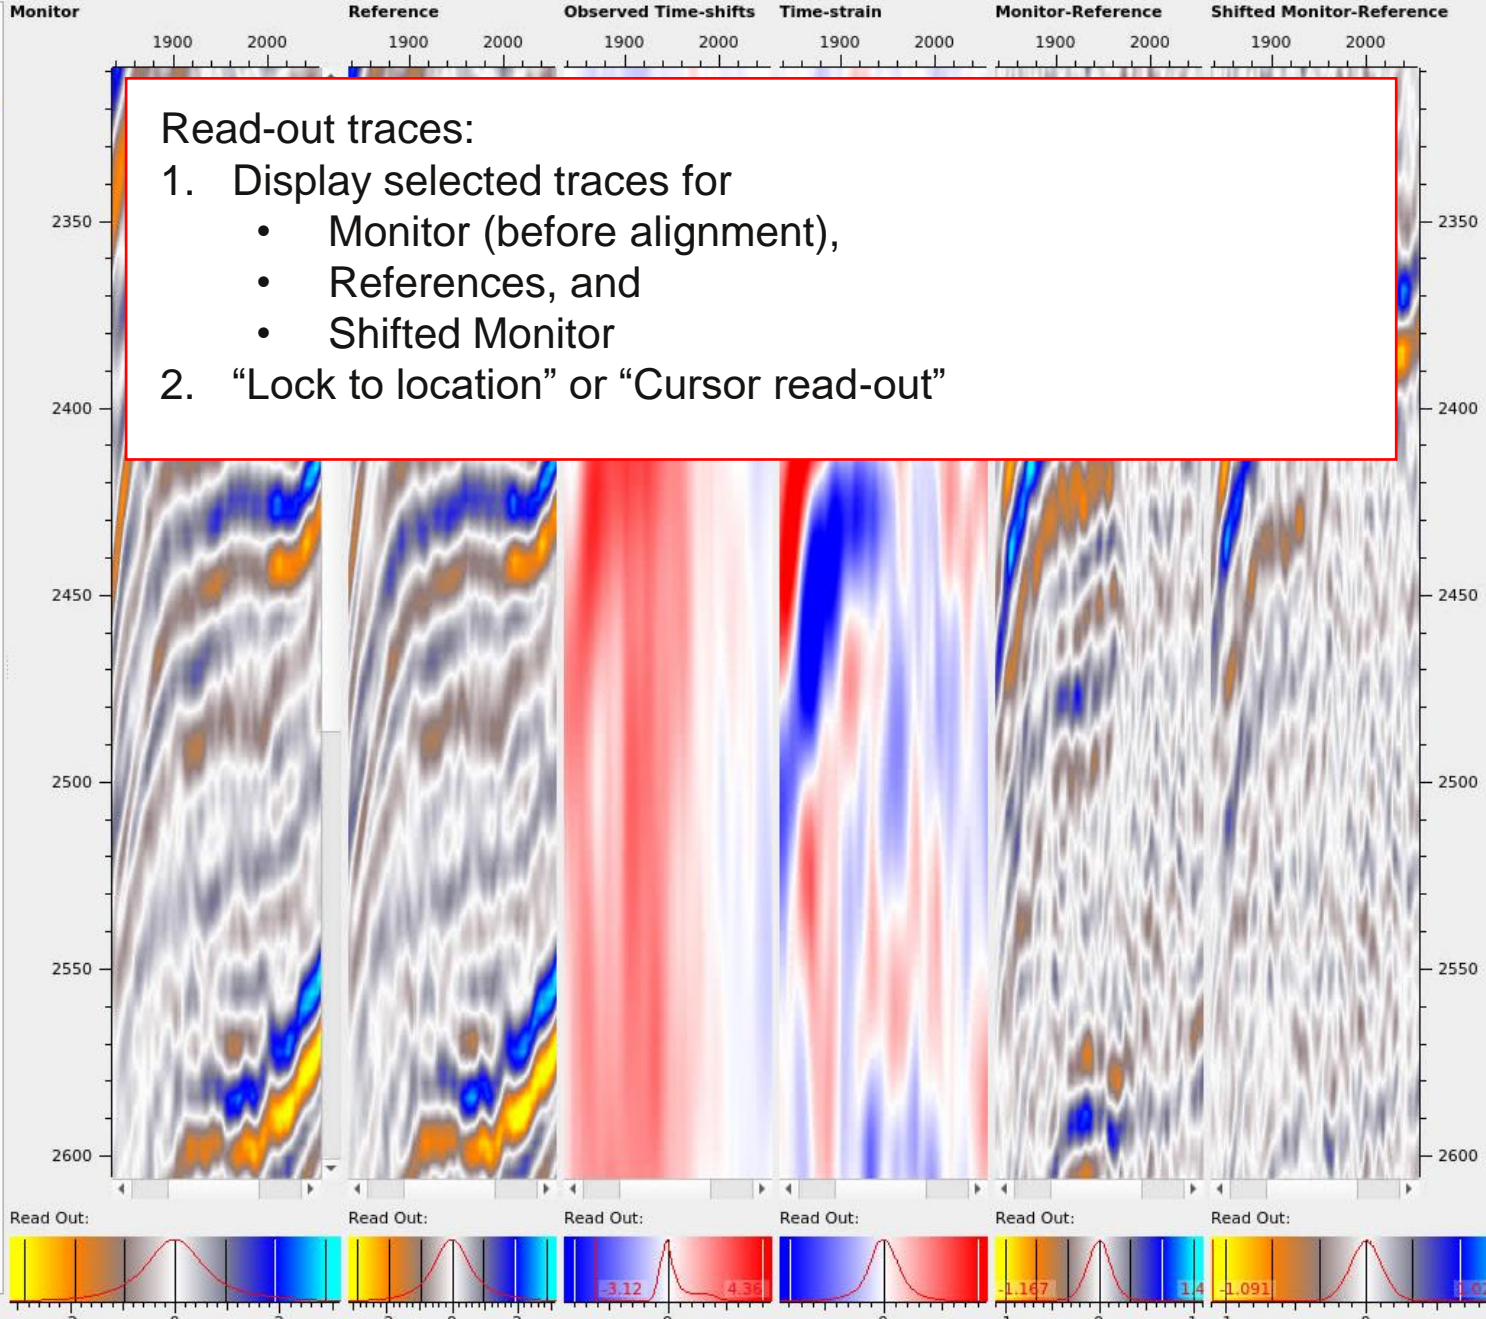 Monitor Reference Observed Time-shifts Time-strain Monitor-Reference Shifted Monitor-Reference
1900 2000 1900 2000 1900 2000 1900 2000 1900 2000 1900 2000
Read-out traces:
1. Display selected traces for
• Monitor (before alignment),
• References, and
• Shifted Monitor
2. “Lock to location” or “Cursor read-out”
2350 2350
2400 2400
2450 2450
2500 2500
2550 2550
2600 2600
Read Out: Read Out: Read Out: Read Out: Read Out: Read Out:
-3.12 4.36 -1.167 1.4 -1.091